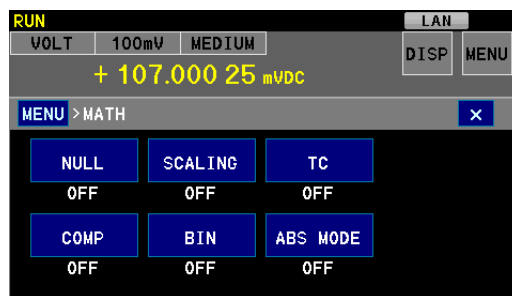 RUN LAN
VOLT 100mV MEDIUM DISP MENU
+ 107.000 25 mVDC
MENU >MATH ×
NULL SCALING TC
OFF OFF OFF
COMP BIN ABS MODE
OFF OFF OFF